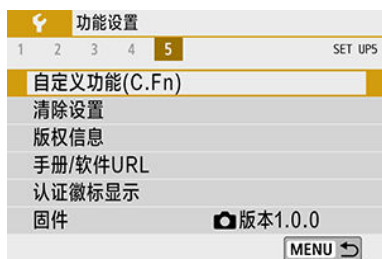 功能设置
1 2 3 4 5 SET UP5
自定义功能(C.Fn)
清除设置
版权信息
手册/软件URL
认证徽标显示
固件 版本1.0.0
MENU